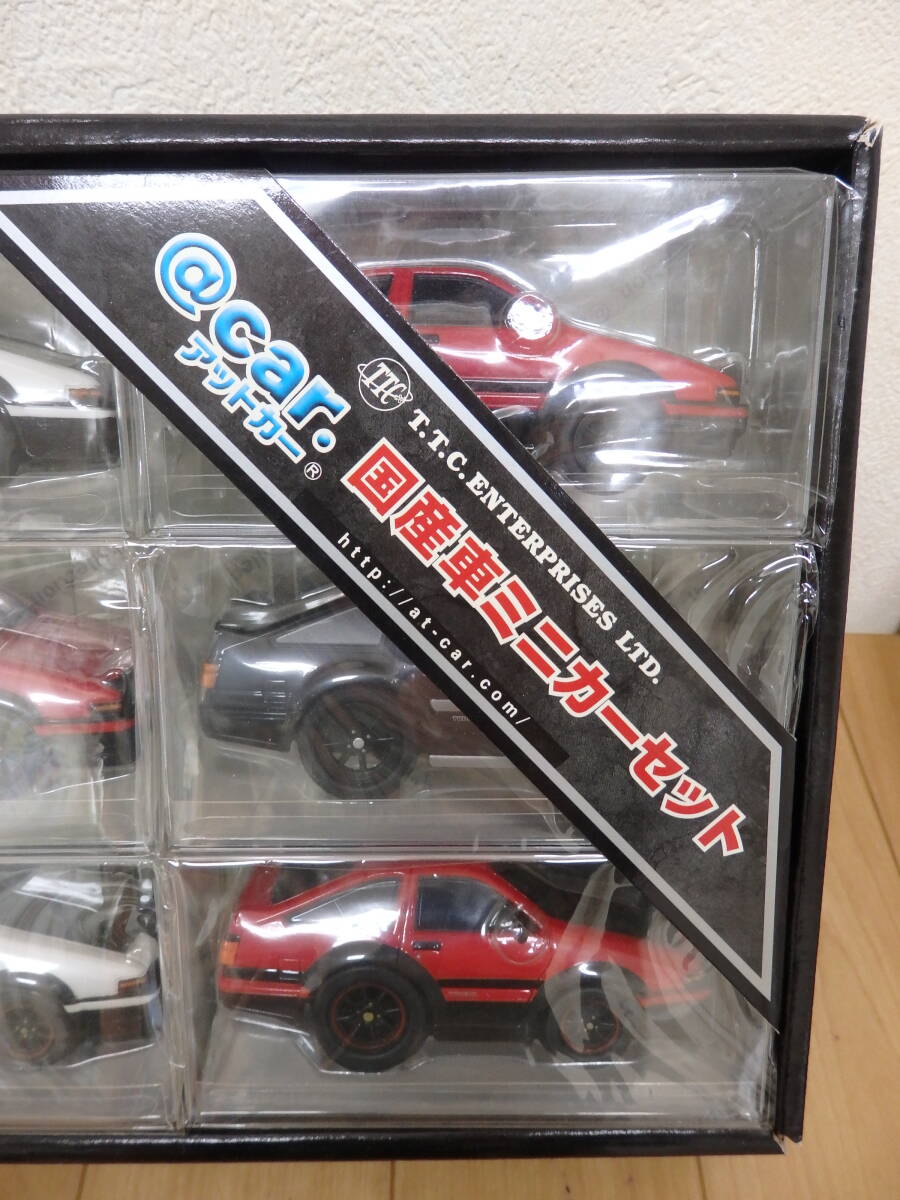 @car.
アットカー®
TTC
T.T.C. ENTERPRISES LTD.
国産車ミニカーセット
http://at-car.com/